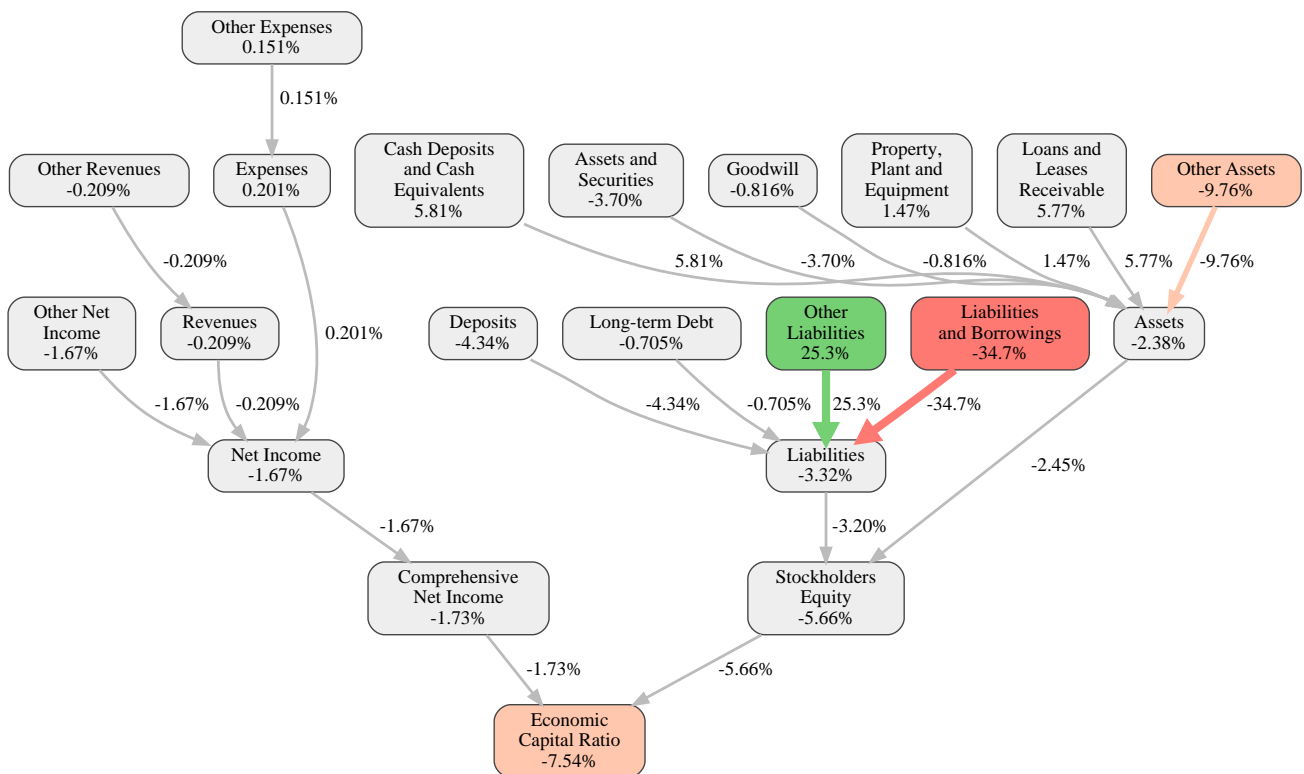 Other Expenses
0.151%
0.151%
Other Revenues
-0.209%
Expenses
0.201%
Cash Deposits
and Cash
Equivalents
5.81%
Assets and
Securities
-3.70%
Goodwill
-0.816%
Property,
Plant and
Equipment
1.47%
Loans and
Leases
Receivable
5.77%
Other Assets
-9.76%
-0.209%
5.81%
-3.70%
-0.816%
1.47%
5.77%
-9.76%
Other Net
Income
-1.67%
Revenues
-0.209%
0.201%
Deposits
-4.34%
Long-term Debt
-0.705%
Other
Liabilities
25.3%
Liabilities
and Borrowings
-34.7%
Assets
-2.38%
-1.67%
-0.209%
-4.34%
-0.705%
25.3%
-34.7%
Net Income
-1.67%
Liabilities
-3.32%
-2.45%
-1.67%
-3.20%
Comprehensive
Net Income
-1.73%
Stockholders
Equity
-5.66%
-1.73%
-5.66%
Economic
Capital Ratio
-7.54%